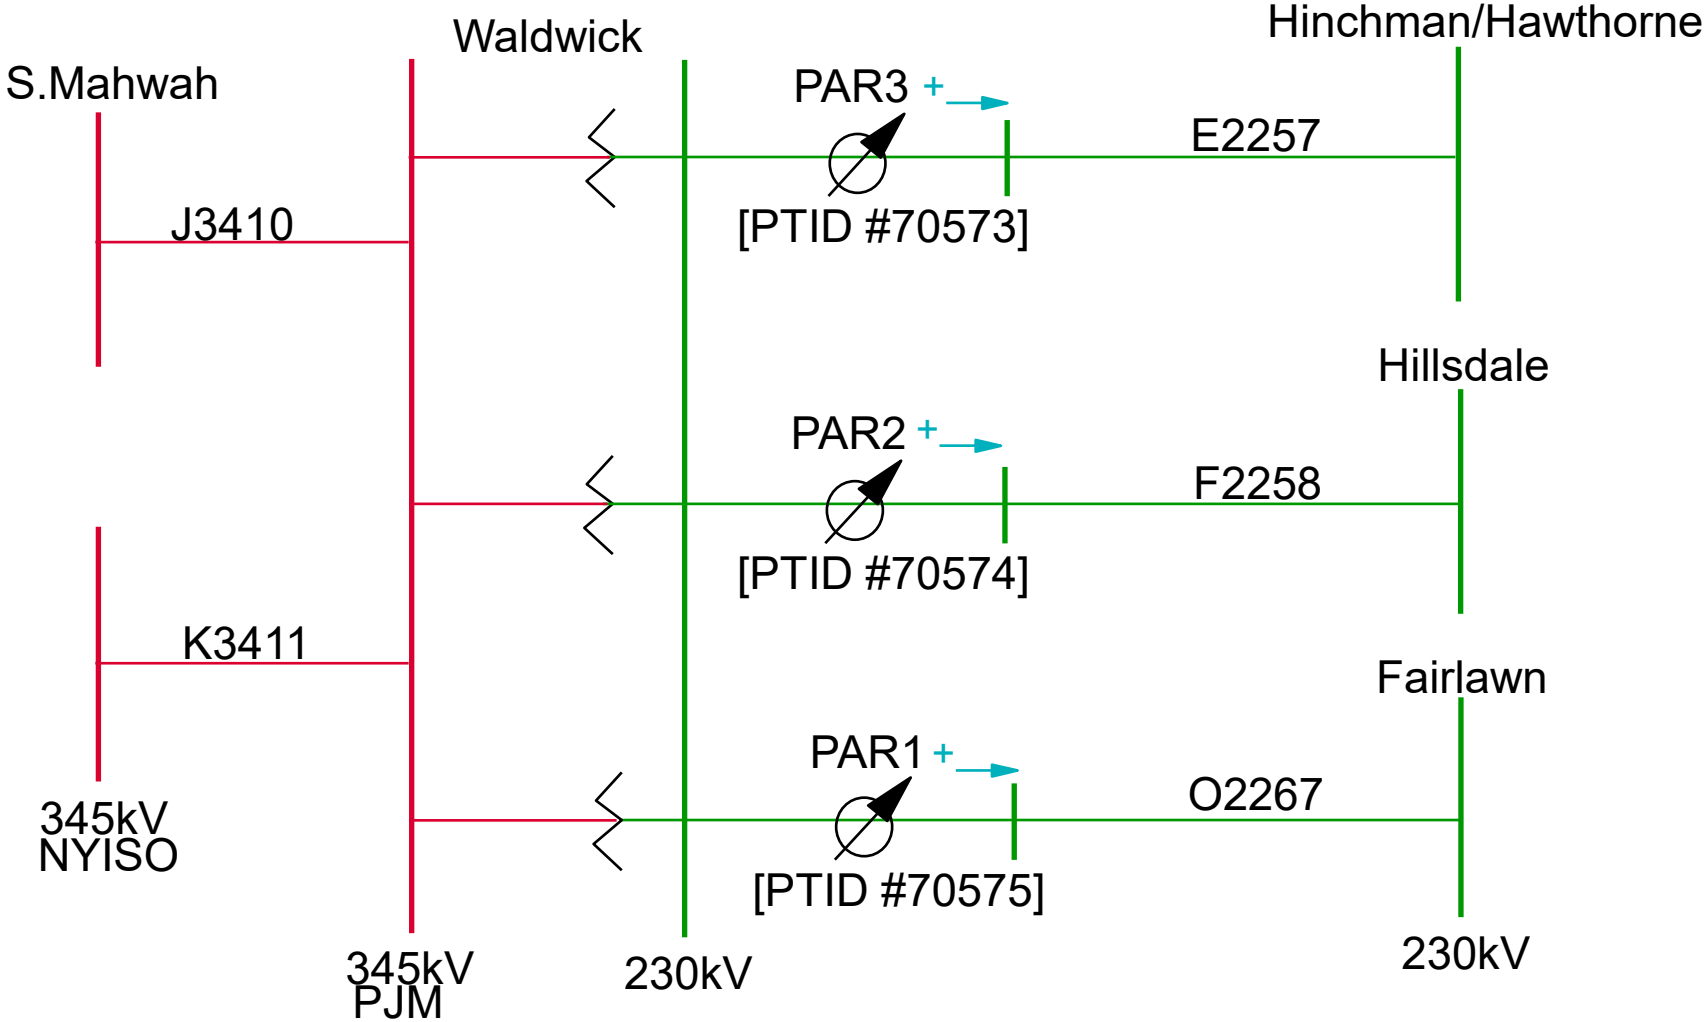 Hinchman/Hawthorne
Waldwick
S.Mahwah
PAR3 +
E2257
J3410
[PTID #70573]
Hillsdale
PAR2 +
F2258
[PTID #70574]
K3411
Fairlawn
PAR1 +
O2267
345kV
NYISO
[PTID #70575]
230kV
345kV
PJM
230kV